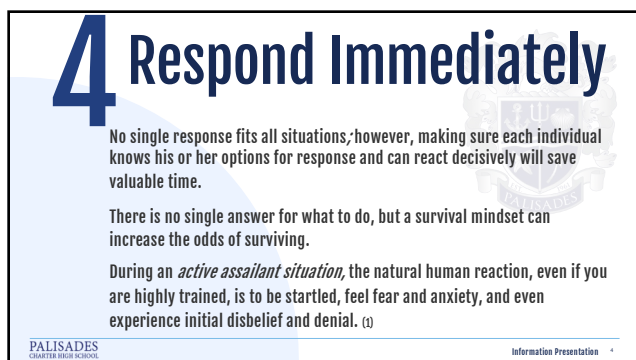 4 Respond Immediately
No single response fits all situations; however, making sure each individual
knows his or her options for response and can react decisively will save
valuable time.
There is no single answer for what to do, but a survival mindset can
increase the odds of surviving.
During an active assailant situation, the natural human reaction, even if you
are highly trained, is to be startled, feel fear and anxiety, and even
experience initial disbelief and denial. (1)
PALISADES
PALISADES
CHARTER HIGH SCHOOL
Information Presentation 4